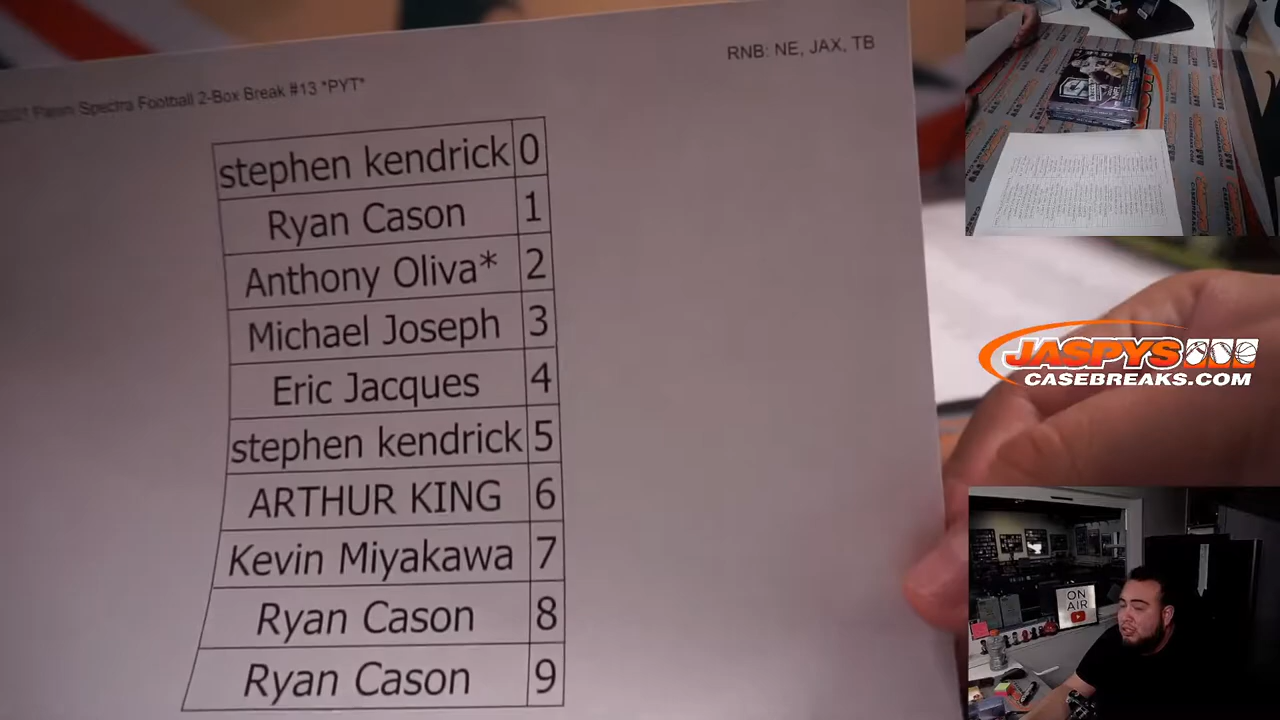 2021 Panini Spectra Football 2-Box Break #13 *PYT*
RNB: NE, JAX, TB
stephen kendrick 0
Ryan Cason 1
Anthony Oliva* 2
Michael Joseph 3
Eric Jacques 4
stephen kendrick 5
ARTHUR KING 6
Kevin Miyakawa 7
Ryan Cason 8
Ryan Cason 9
JASPYS
CASEBREAKS.COM
ON
AIR